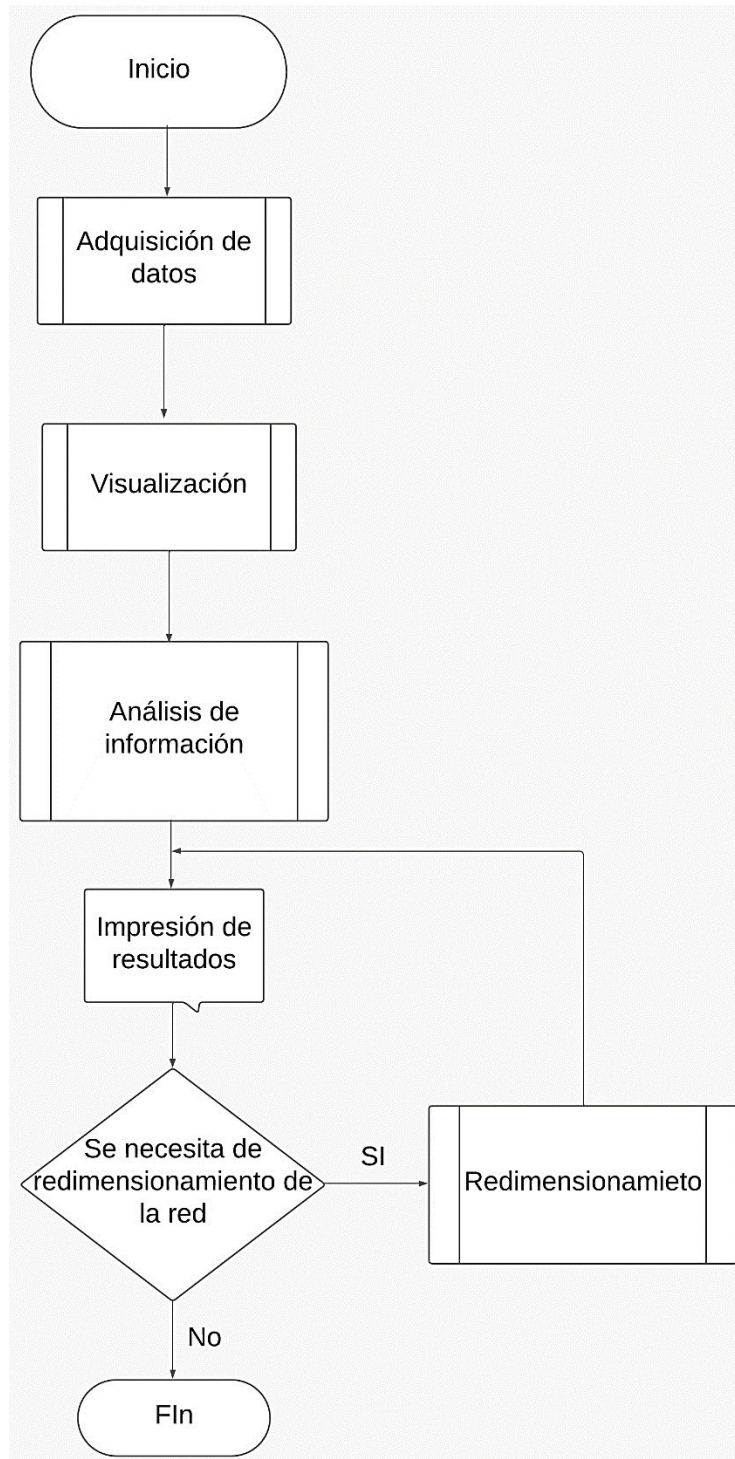 Inicio
Adquisición de
datos
Visualización
Análisis de
información
Impresión de
resultados
Se necesita de
redimensionamiento de
la red
SI
Redimensionamieto
No
FIn